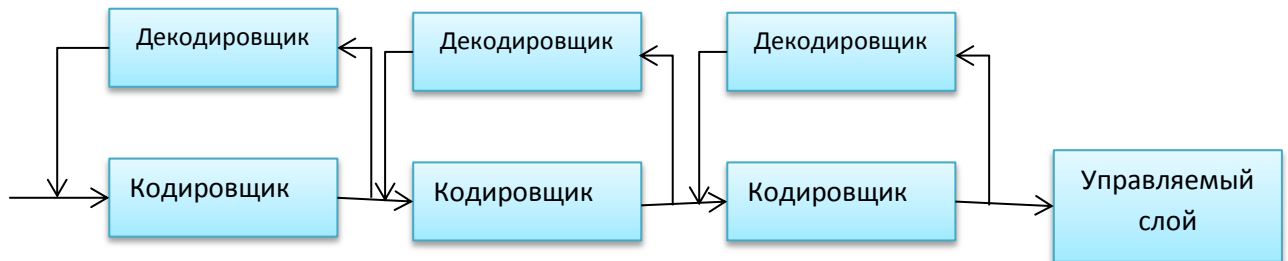 Декодировщик
Декодировщик
Декодировщик
Кодировщик
Кодировщик
Кодировщик
Управляемый
слой